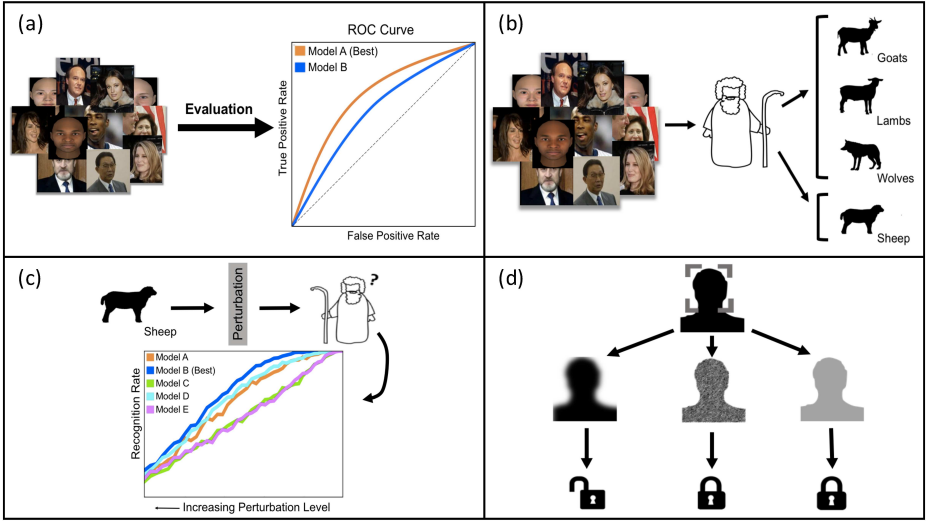 (a)
Evaluation
ROC Curve
Model A (Best)
Model B
True Positive Rate
False Positive Rate
(b)
Goats
Lambs
Wolves
Sheep
(c)
Sheep
Perturbation
?
Model A
Model B (Best)
Model C
Model D
Model E
Recognition Rate
Increasing Perturbation Level
(d)